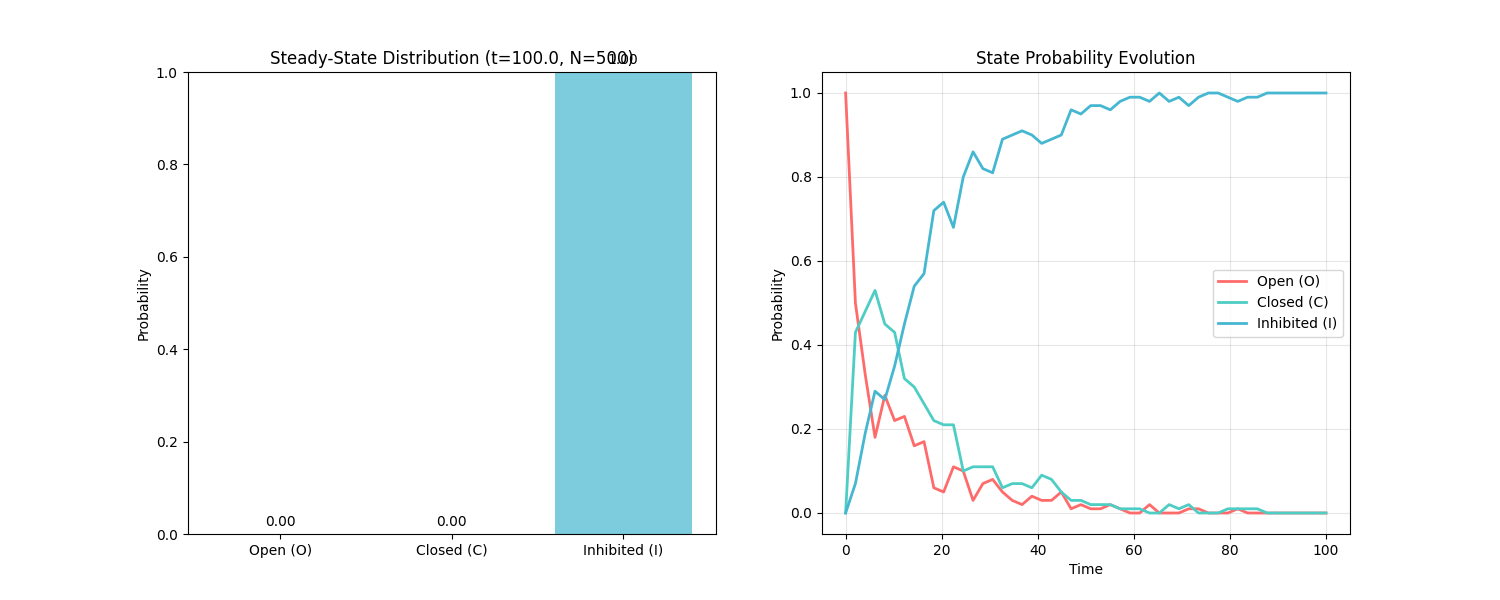 Steady-State Distribution (t=100.0, N=500)
1.00
Probability
1.0
0.8
0.6
0.4
0.2
0.0
0.00
0.00
Open (O)
Closed (C)
Inhibited (I)
State Probability Evolution
Probability
1.0
0.8
0.6
0.4
0.2
0.0
Open (O)
Closed (C)
Inhibited (I)
0
20
40
60
80
100
Time